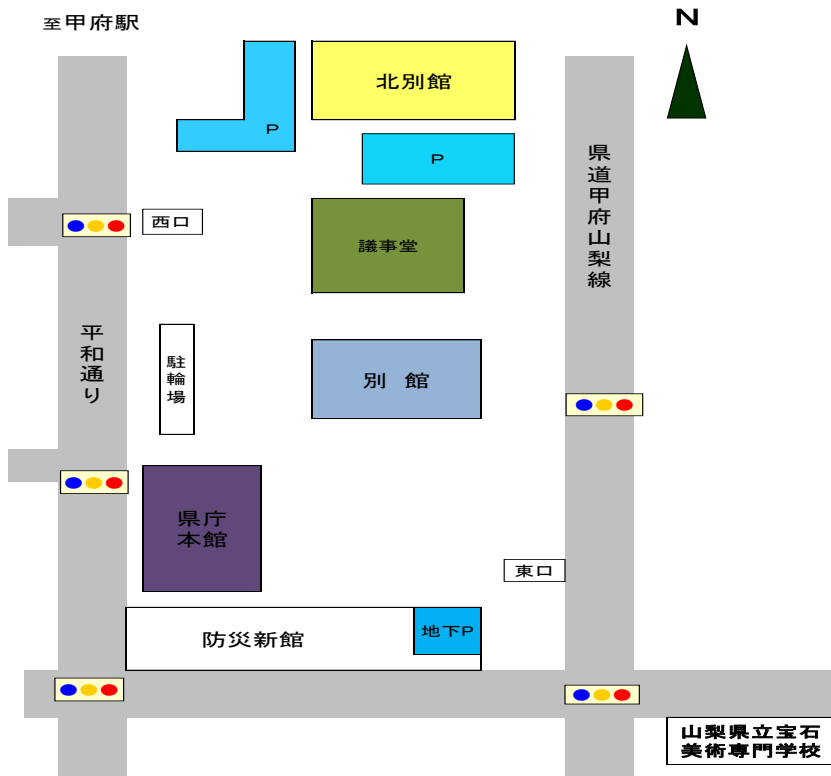 至甲府駅
N
北別館
P
P
西口
議事堂
県道甲府山梨線
平和通り
駐輪場
別 館
県庁
本館
東口
防災新館
地下P
山梨県立宝石
美術専門学校